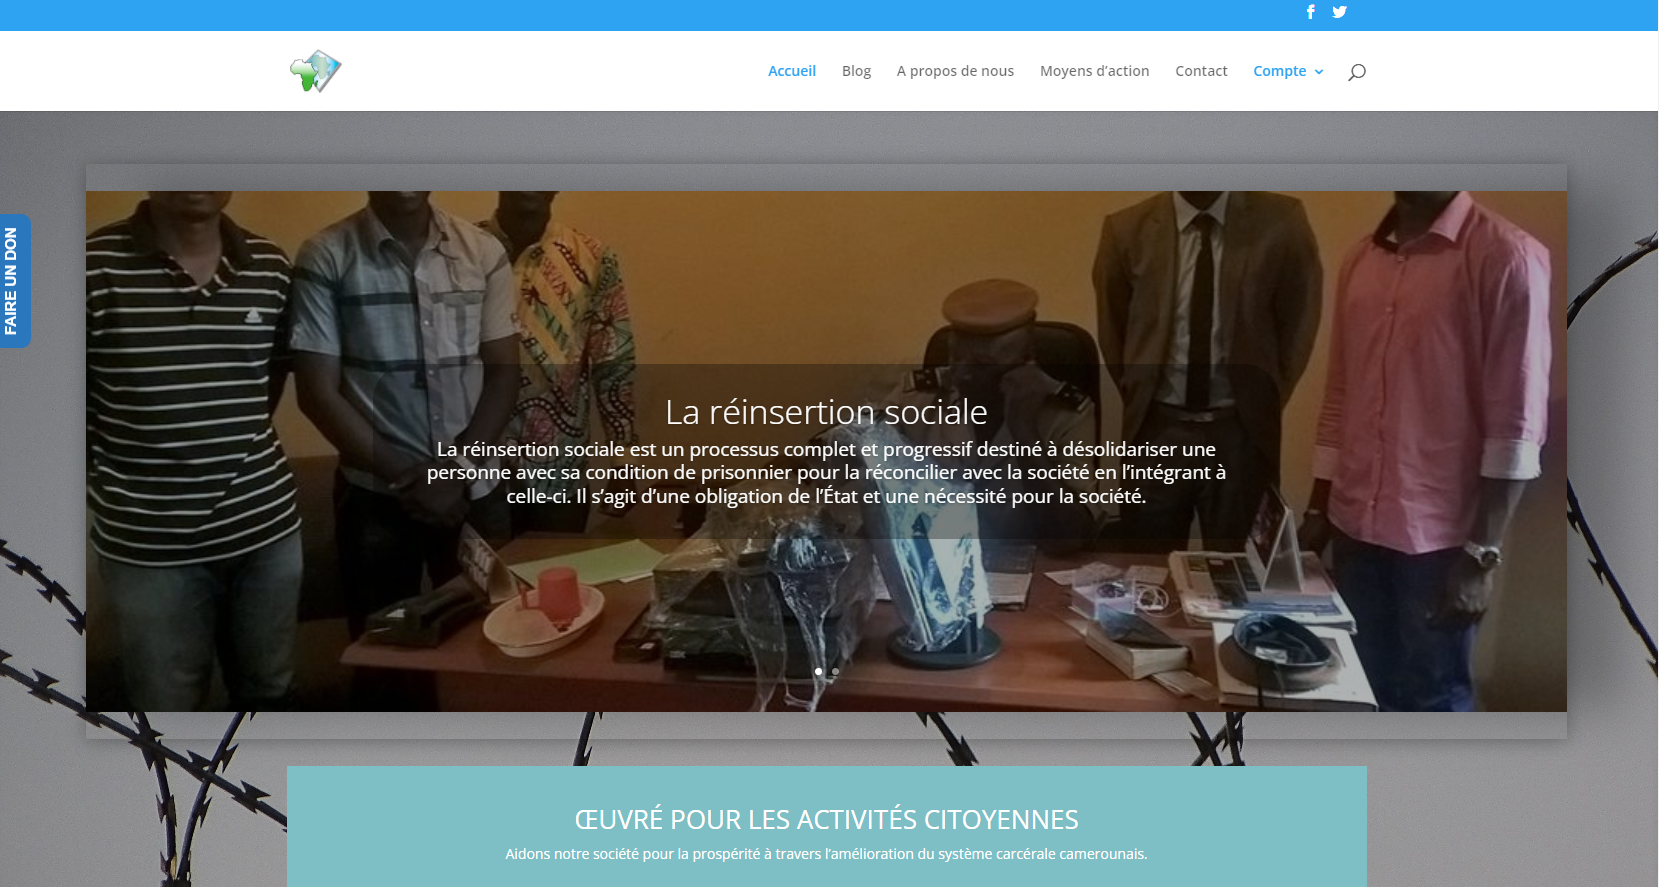 Accueil Blog A propos de nous Moyens d’action Contact Compte
FAIRE UN DON
La réinsertion sociale
La réinsertion sociale est un processus complet et progressif destiné à désolidariser une
personne avec sa condition de prisonnier pour la réconcilier avec la société en l’intégrant à
celle-ci. Il s’agit d’une obligation de l’État et une nécessité pour la société.
ŒUVRÉ POUR LES ACTIVITÉS CITOYENNES
Aidons notre société pour la prospérité à travers l’amélioration du système carcérale camerounais.